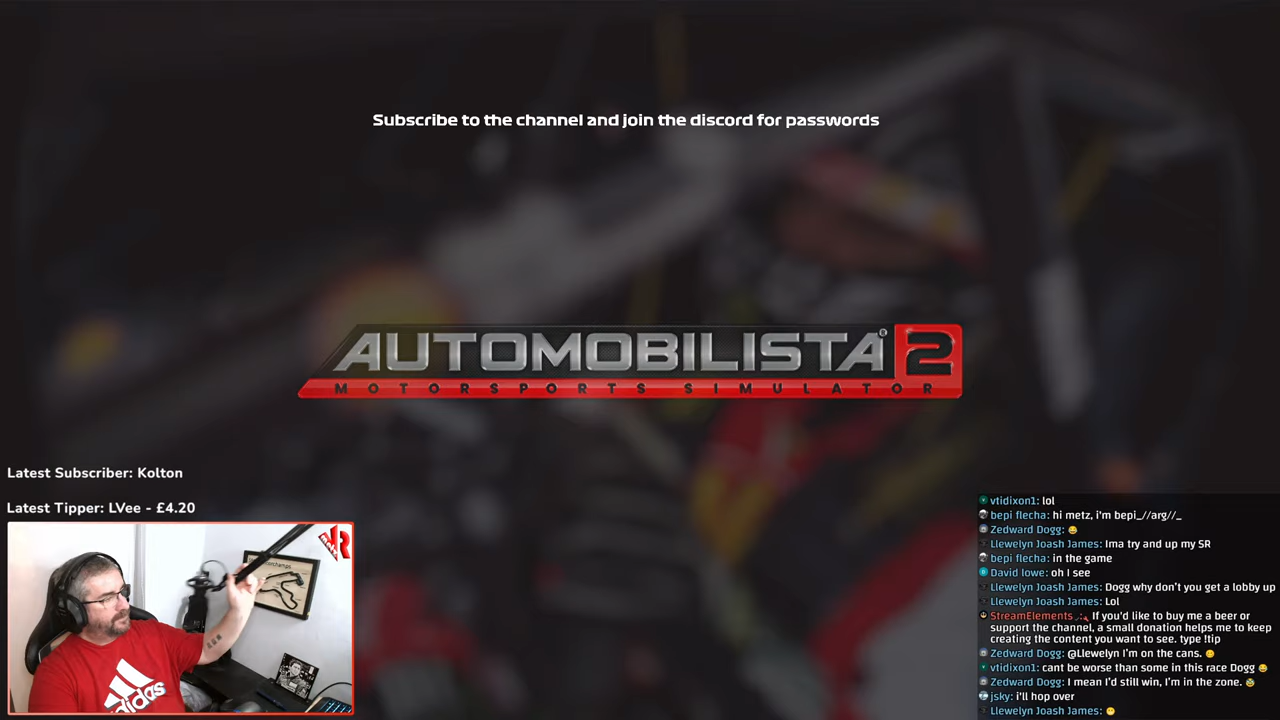 Subscribe to the channel and join the discord for passwords
AUTOMOBILISTA® 2
MOTORSPORTS SIMULATOR
Latest Subscriber: Kolton
Latest Tipper: LVee - £4.20
adidas
vtidixon1: lol
bepi flecha: hi metz, i'm bepi_//arg//_
Zedward Dogg: 😂
Llewelyn Joash James: Ima try and up my SR
bepi flecha: in the game
David lowe: oh I see
Llewelyn Joash James: Dogg why don't you get a lobby up
Llewelyn Joash James: Lol
StreamElements: If you'd like to buy me a beer or
support the channel, a small donation helps me to keep
creating the content you want to see. type !tip
Zedward Dogg: @Llewelyn I'm on the cans. 😊
vtidixon1: cant be worse than some in this race Dogg 😂
Zedward Dogg: I mean I'd still win, I'm in the zone.
jsky: i'll hop over
Llewelyn Joash James: 😁